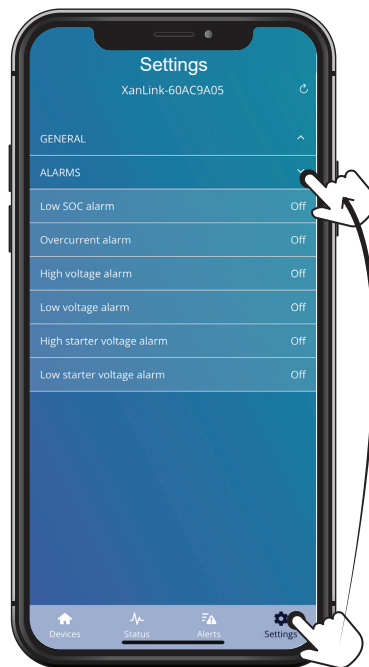 Settings
XanLink-60AC9A05
GENERAL
ALARMS
Low SOC alarm Off
Overcurrent alarm Off
High voltage alarm Off
Low voltage alarm Off
High starter voltage alarm Off
Low starter voltage alarm Off
Devices Status Alerts Settings